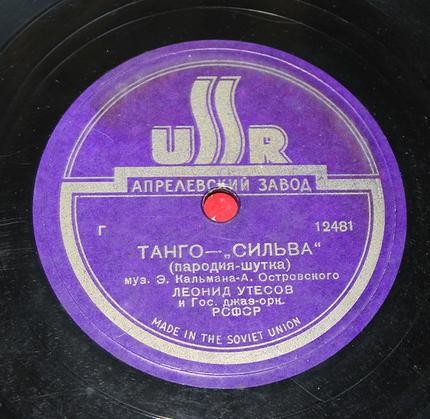 USSR
АПРЕЛЕВСКИЙ ЗАВОД
Г 12481
ТАНГО—„СИЛЬВА“
(пародия-шутка)
муз. Э. Кальмана-А. Островского
ЛЕОНИД УТЕСОВ
и Гос. джаз-орк.
РСФСР
MADE IN THE SOVIET UNION